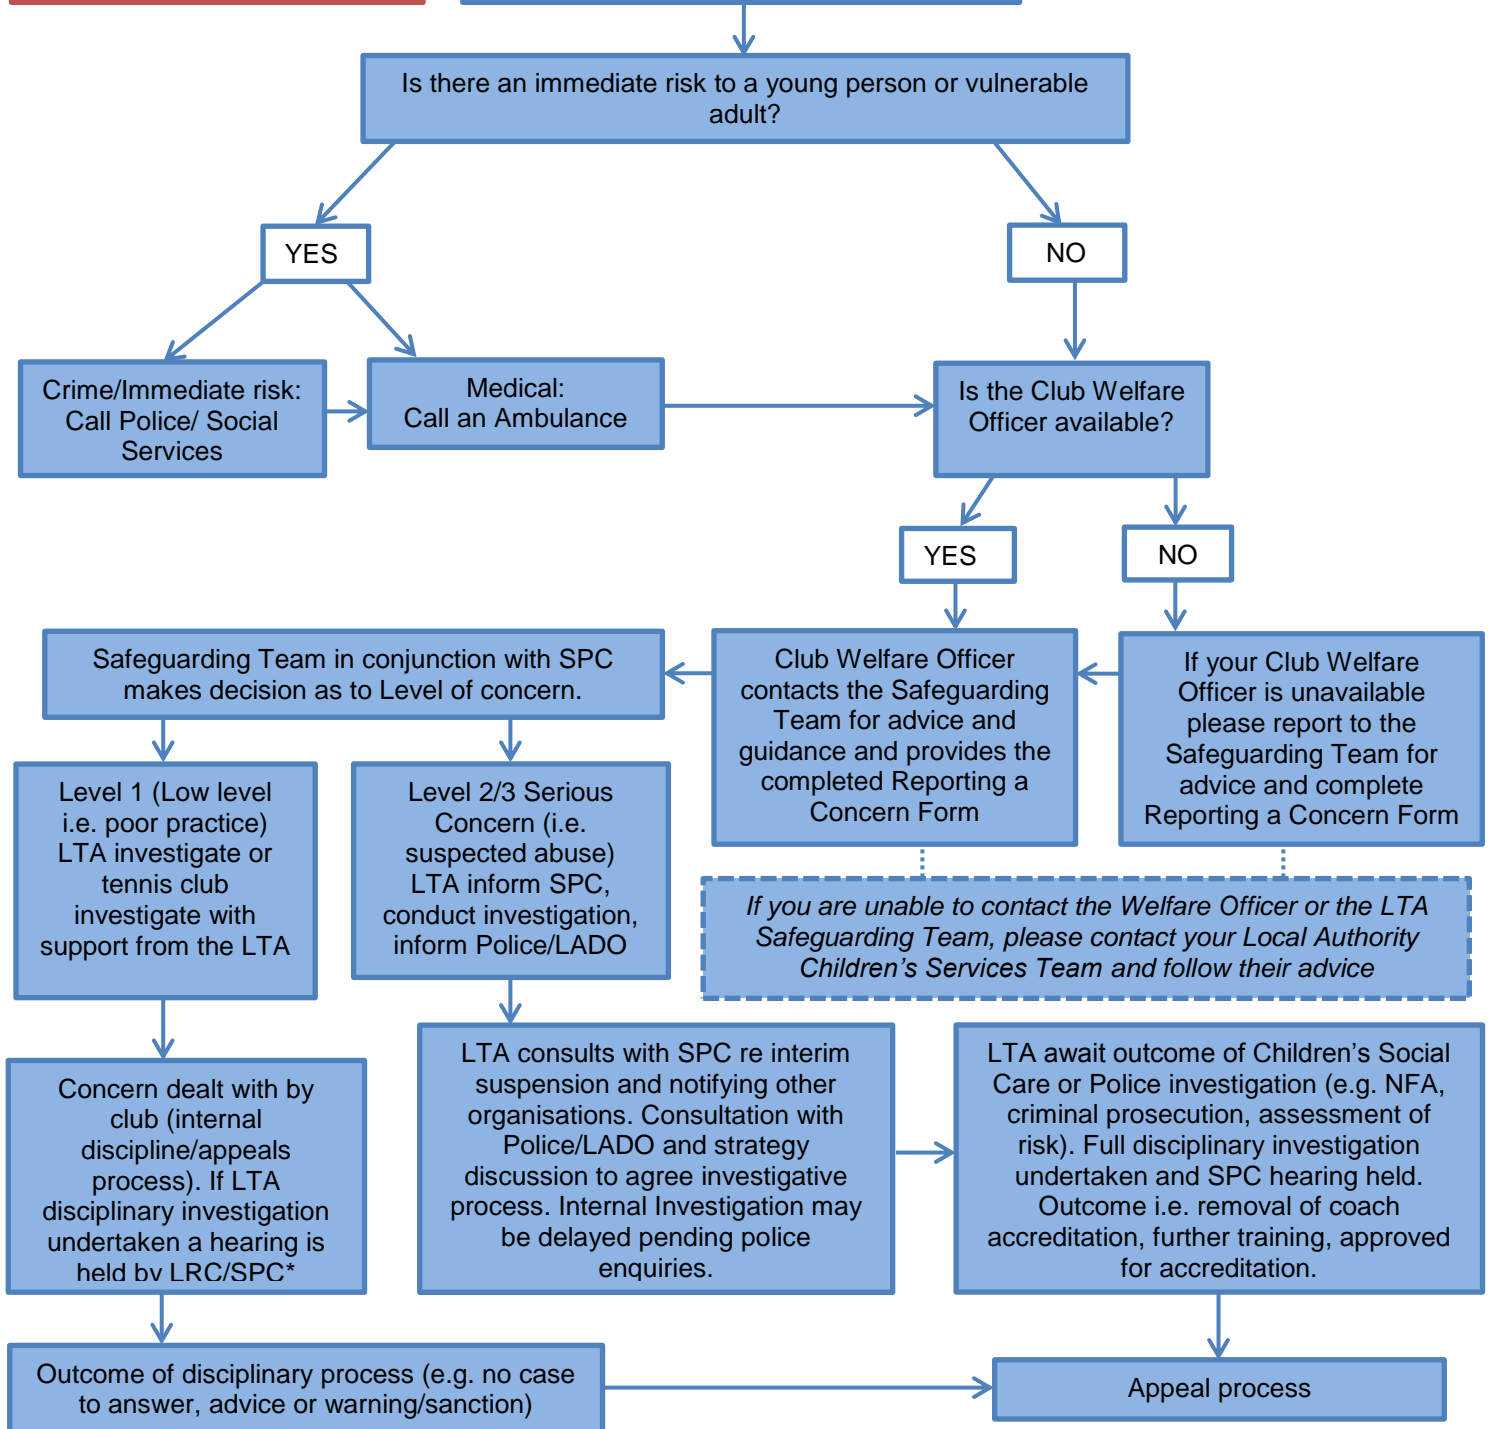 Is there an immediate risk to a young person or vulnerable
adult?
YES
NO
Crime/Immediate risk:
Call Police/ Social
Services
Medical:
Call an Ambulance
Is the Club Welfare
Officer available?
YES
NO
Safeguarding Team in conjunction with SPC
makes decision as to Level of concern.
Club Welfare Officer
contacts the Safeguarding
Team for advice and
guidance and provides the
completed Reporting a
Concern Form
If your Club Welfare
Officer is unavailable
please report to the
Safeguarding Team for
advice and complete
Reporting a Concern Form
Level 1 (Low level
i.e. poor practice)
LTA investigate or
tennis club
investigate with
support from the LTA
Level 2/3 Serious
Concern (i.e.
suspected abuse)
LTA inform SPC,
conduct investigation,
inform Police/LADO
If you are unable to contact the Welfare Officer or the LTA
Safeguarding Team, please contact your Local Authority
Children’s Services Team and follow their advice
Concern dealt with by
club (internal
discipline/appeals
process). If LTA
disciplinary investigation
undertaken a hearing is
held by LRC/SPC*
LTA consults with SPC re interim
suspension and notifying other
organisations. Consultation with
Police/LADO and strategy
discussion to agree investigative
process. Internal Investigation may
be delayed pending police
enquiries.
LTA await outcome of Children’s Social
Care or Police investigation (e.g. NFA,
criminal prosecution, assessment of
risk). Full disciplinary investigation
undertaken and SPC hearing held.
Outcome i.e. removal of coach
accreditation, further training, approved
for accreditation.
Outcome of disciplinary process (e.g. no case
to answer, advice or warning/sanction)
Appeal process